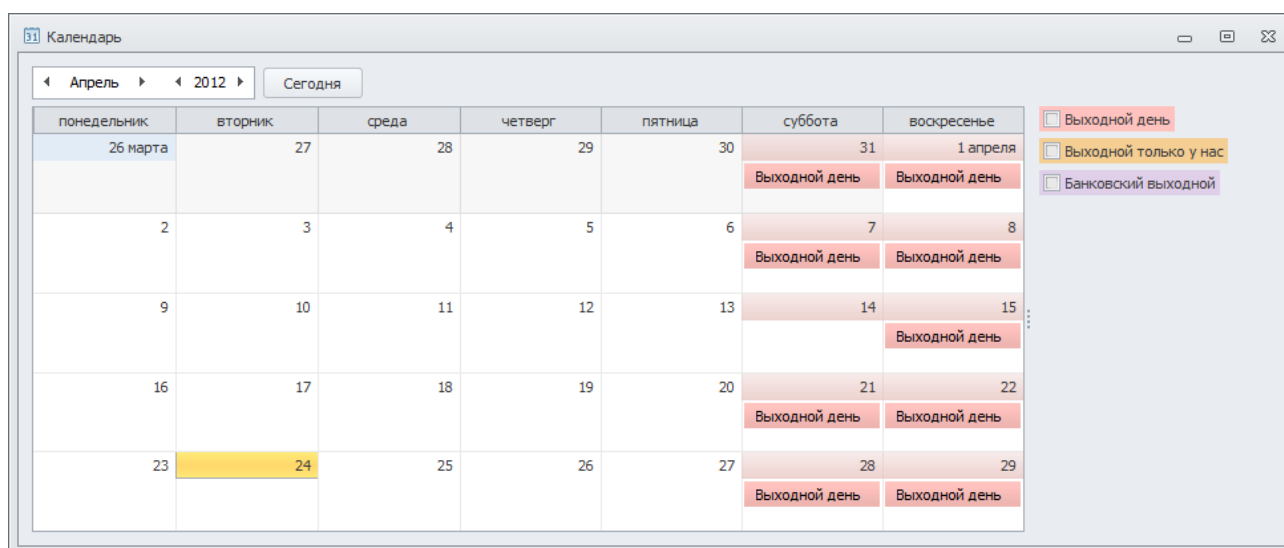 31 Календарь
Апрель 2012 Сегодня
понедельник вторник среда четверг пятница суббота воскресенье
26 марта 27 28 29 30 31 1 апреля
Выходной день Выходной день
2 3 4 5 6 7 8
Выходной день Выходной день
9 10 11 12 13 14 15
Выходной день
16 17 18 19 20 21 22
Выходной день Выходной день
23 24 25 26 27 28 29
Выходной день Выходной день
Выходной день
Выходной только у нас
Банковский выходной